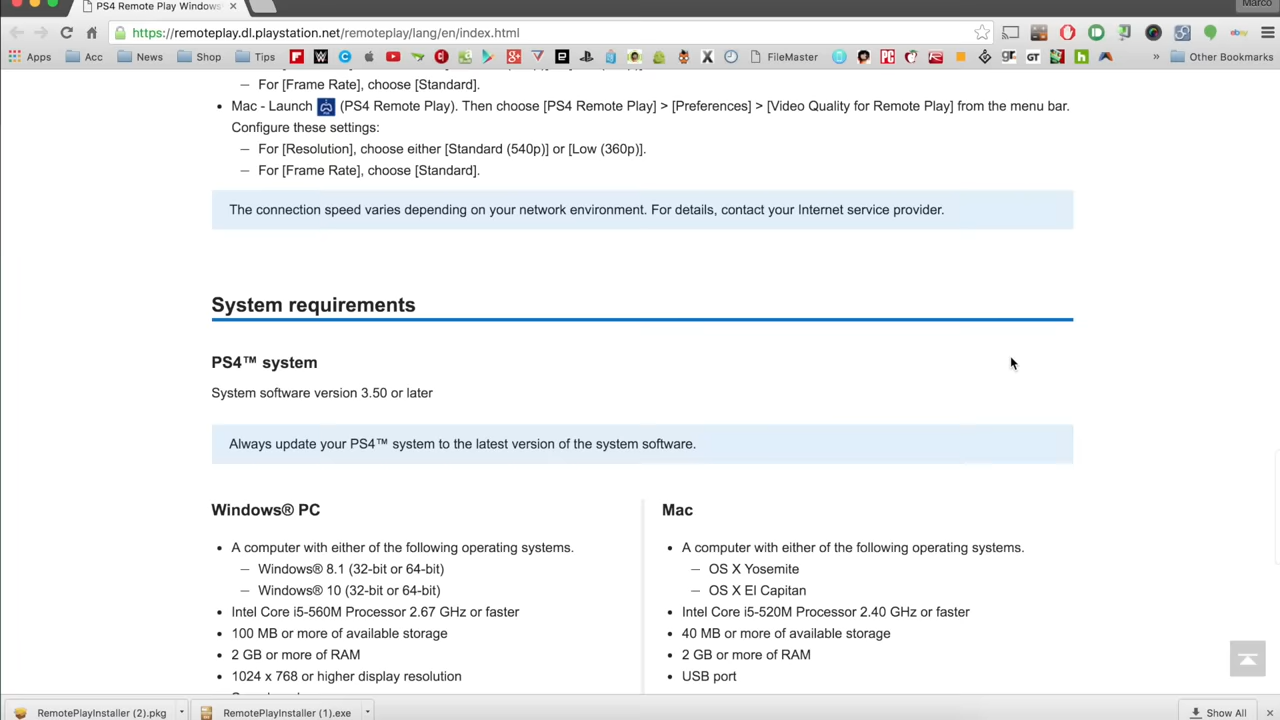 PS4 Remote Play Windows
Marco
https://remoteplay.dl.playstation.net/remoteplay/lang/en/index.html
Apps Acc News Shop Tips FileMaster » Other Bookmarks
– For [Frame Rate], choose [Standard].
• Mac - Launch (PS4 Remote Play). Then choose [PS4 Remote Play] > [Preferences] > [Video Quality for Remote Play] from the menu bar.
Configure these settings:
– For [Resolution], choose either [Standard (540p)] or [Low (360p)].
– For [Frame Rate], choose [Standard].
The connection speed varies depending on your network environment. For details, contact your Internet service provider.
System requirements
PS4™ system
System software version 3.50 or later
Always update your PS4™ system to the latest version of the system software.
Windows® PC
• A computer with either of the following operating systems.
– Windows® 8.1 (32-bit or 64-bit)
– Windows® 10 (32-bit or 64-bit)
• Intel Core i5-560M Processor 2.67 GHz or faster
• 100 MB or more of available storage
• 2 GB or more of RAM
• 1024 x 768 or higher display resolution
Mac
• A computer with either of the following operating systems.
– OS X Yosemite
– OS X El Capitan
• Intel Core i5-520M Processor 2.40 GHz or faster
• 40 MB or more of available storage
• 2 GB or more of RAM
• USB port
RemotePlayInstaller (2).pkg
RemotePlayInstaller (1).exe
Show All